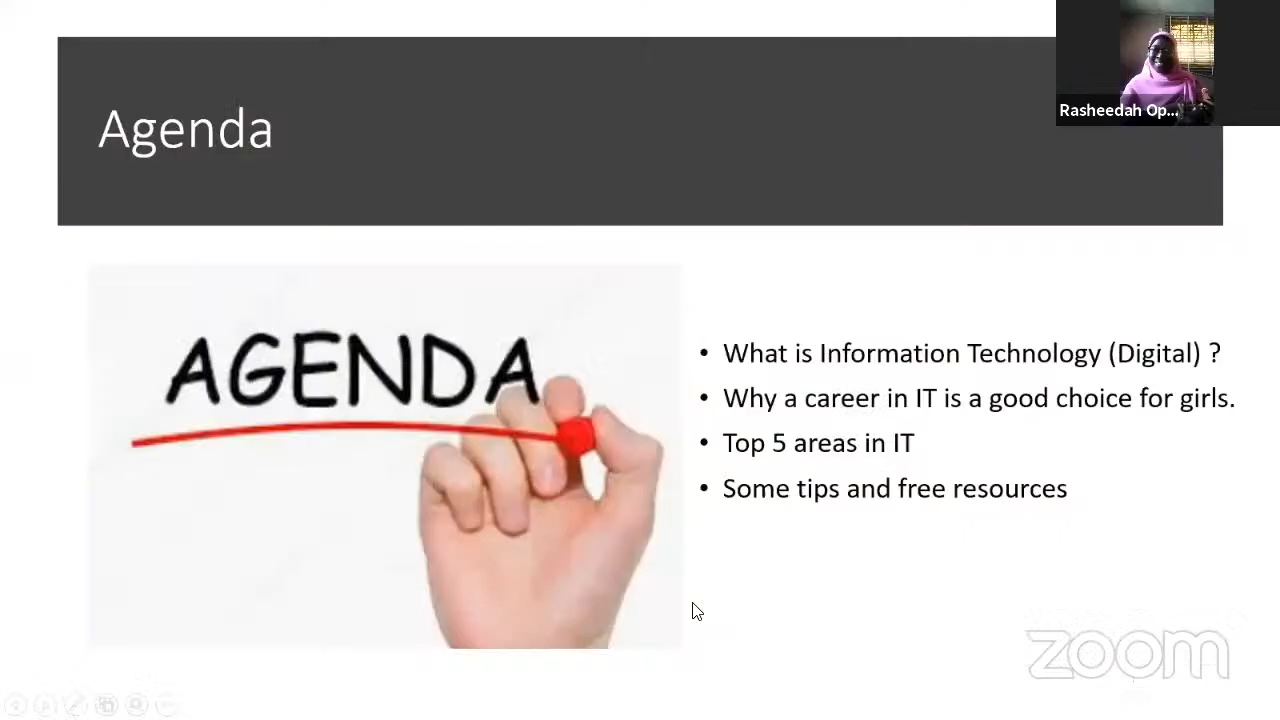 Agenda
Rasheedah Op...
AGENDA
• What is Information Technology (Digital) ?
• Why a career in IT is a good choice for girls.
• Top 5 areas in IT
• Some tips and free resources
zoom